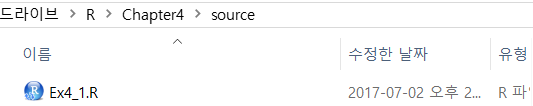 드라이브 > R > Chapter4 > source
이름 수정한 날짜 유형
Ex4_1.R 2017-07-02 오후 2... R 파